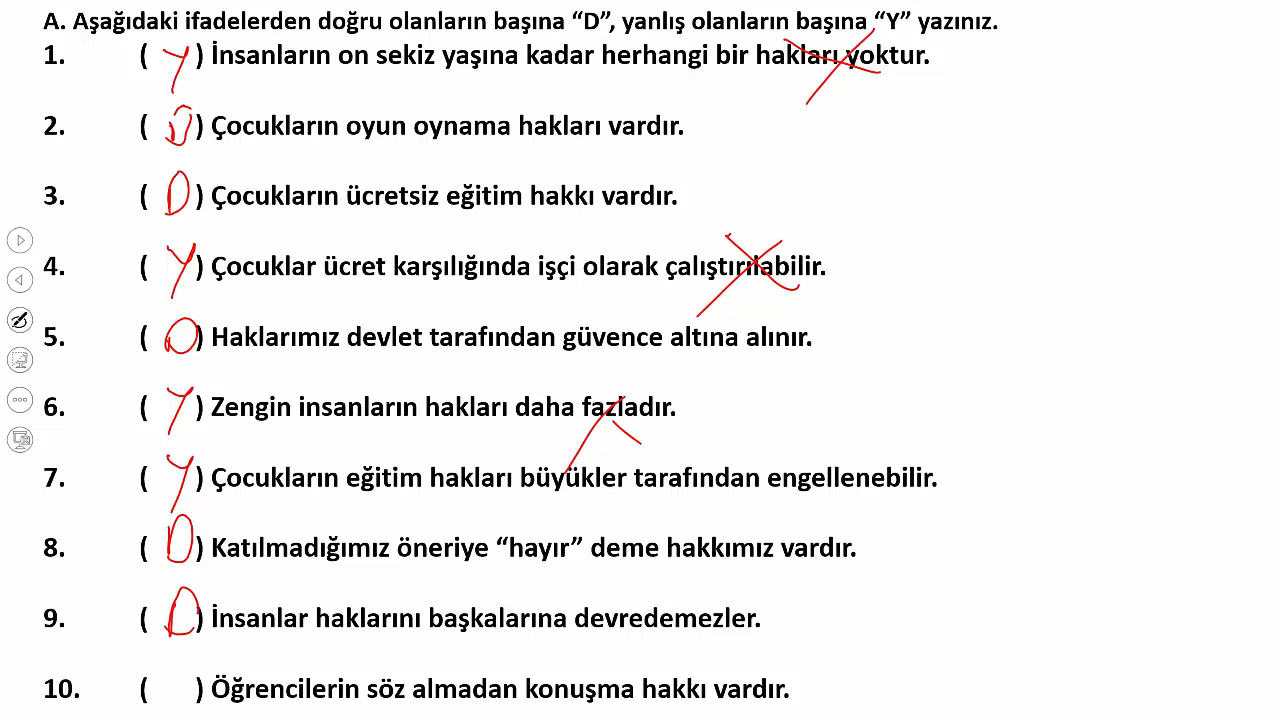 A. Aşağıdaki ifadelerden doğru olanların başına “D”, yanlış olanların başına “Y” yazınız.
1. ( Y ) İnsanların on sekiz yaşına kadar herhangi bir hakları yoktur.
2. ( D ) Çocukların oyun oynama hakları vardır.
3. ( D ) Çocukların ücretsiz eğitim hakkı vardır.
4. ( Y ) Çocuklar ücret karşılığında işçi olarak çalıştırılabilir.
5. ( D ) Haklarımız devlet tarafından güvence altına alınır.
6. ( Y ) Zengin insanların hakları daha fazladır.
7. ( Y ) Çocukların eğitim hakları büyükler tarafından engellenebilir.
8. ( D ) Katılmadığımız öneriye “hayır” deme hakkımız vardır.
9. ( D ) İnsanlar haklarını başkalarına devredemezler.
10. ( ) Öğrencilerin söz almadan konuşma hakkı vardır.